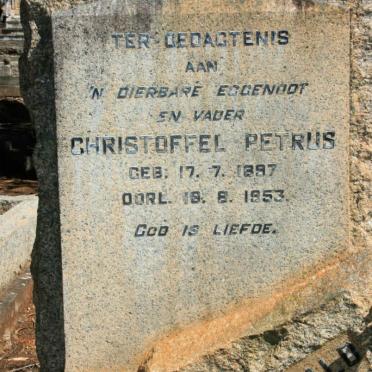 TER GEDAGTENIS
AAN
'N DIERBARE EGGENOOT
EN VADER
CHRISTOFFEL PETRUS
GEB: 17. 7. 1897
OORL. 18. 8. 1953.
GOD IS LIEFDE.